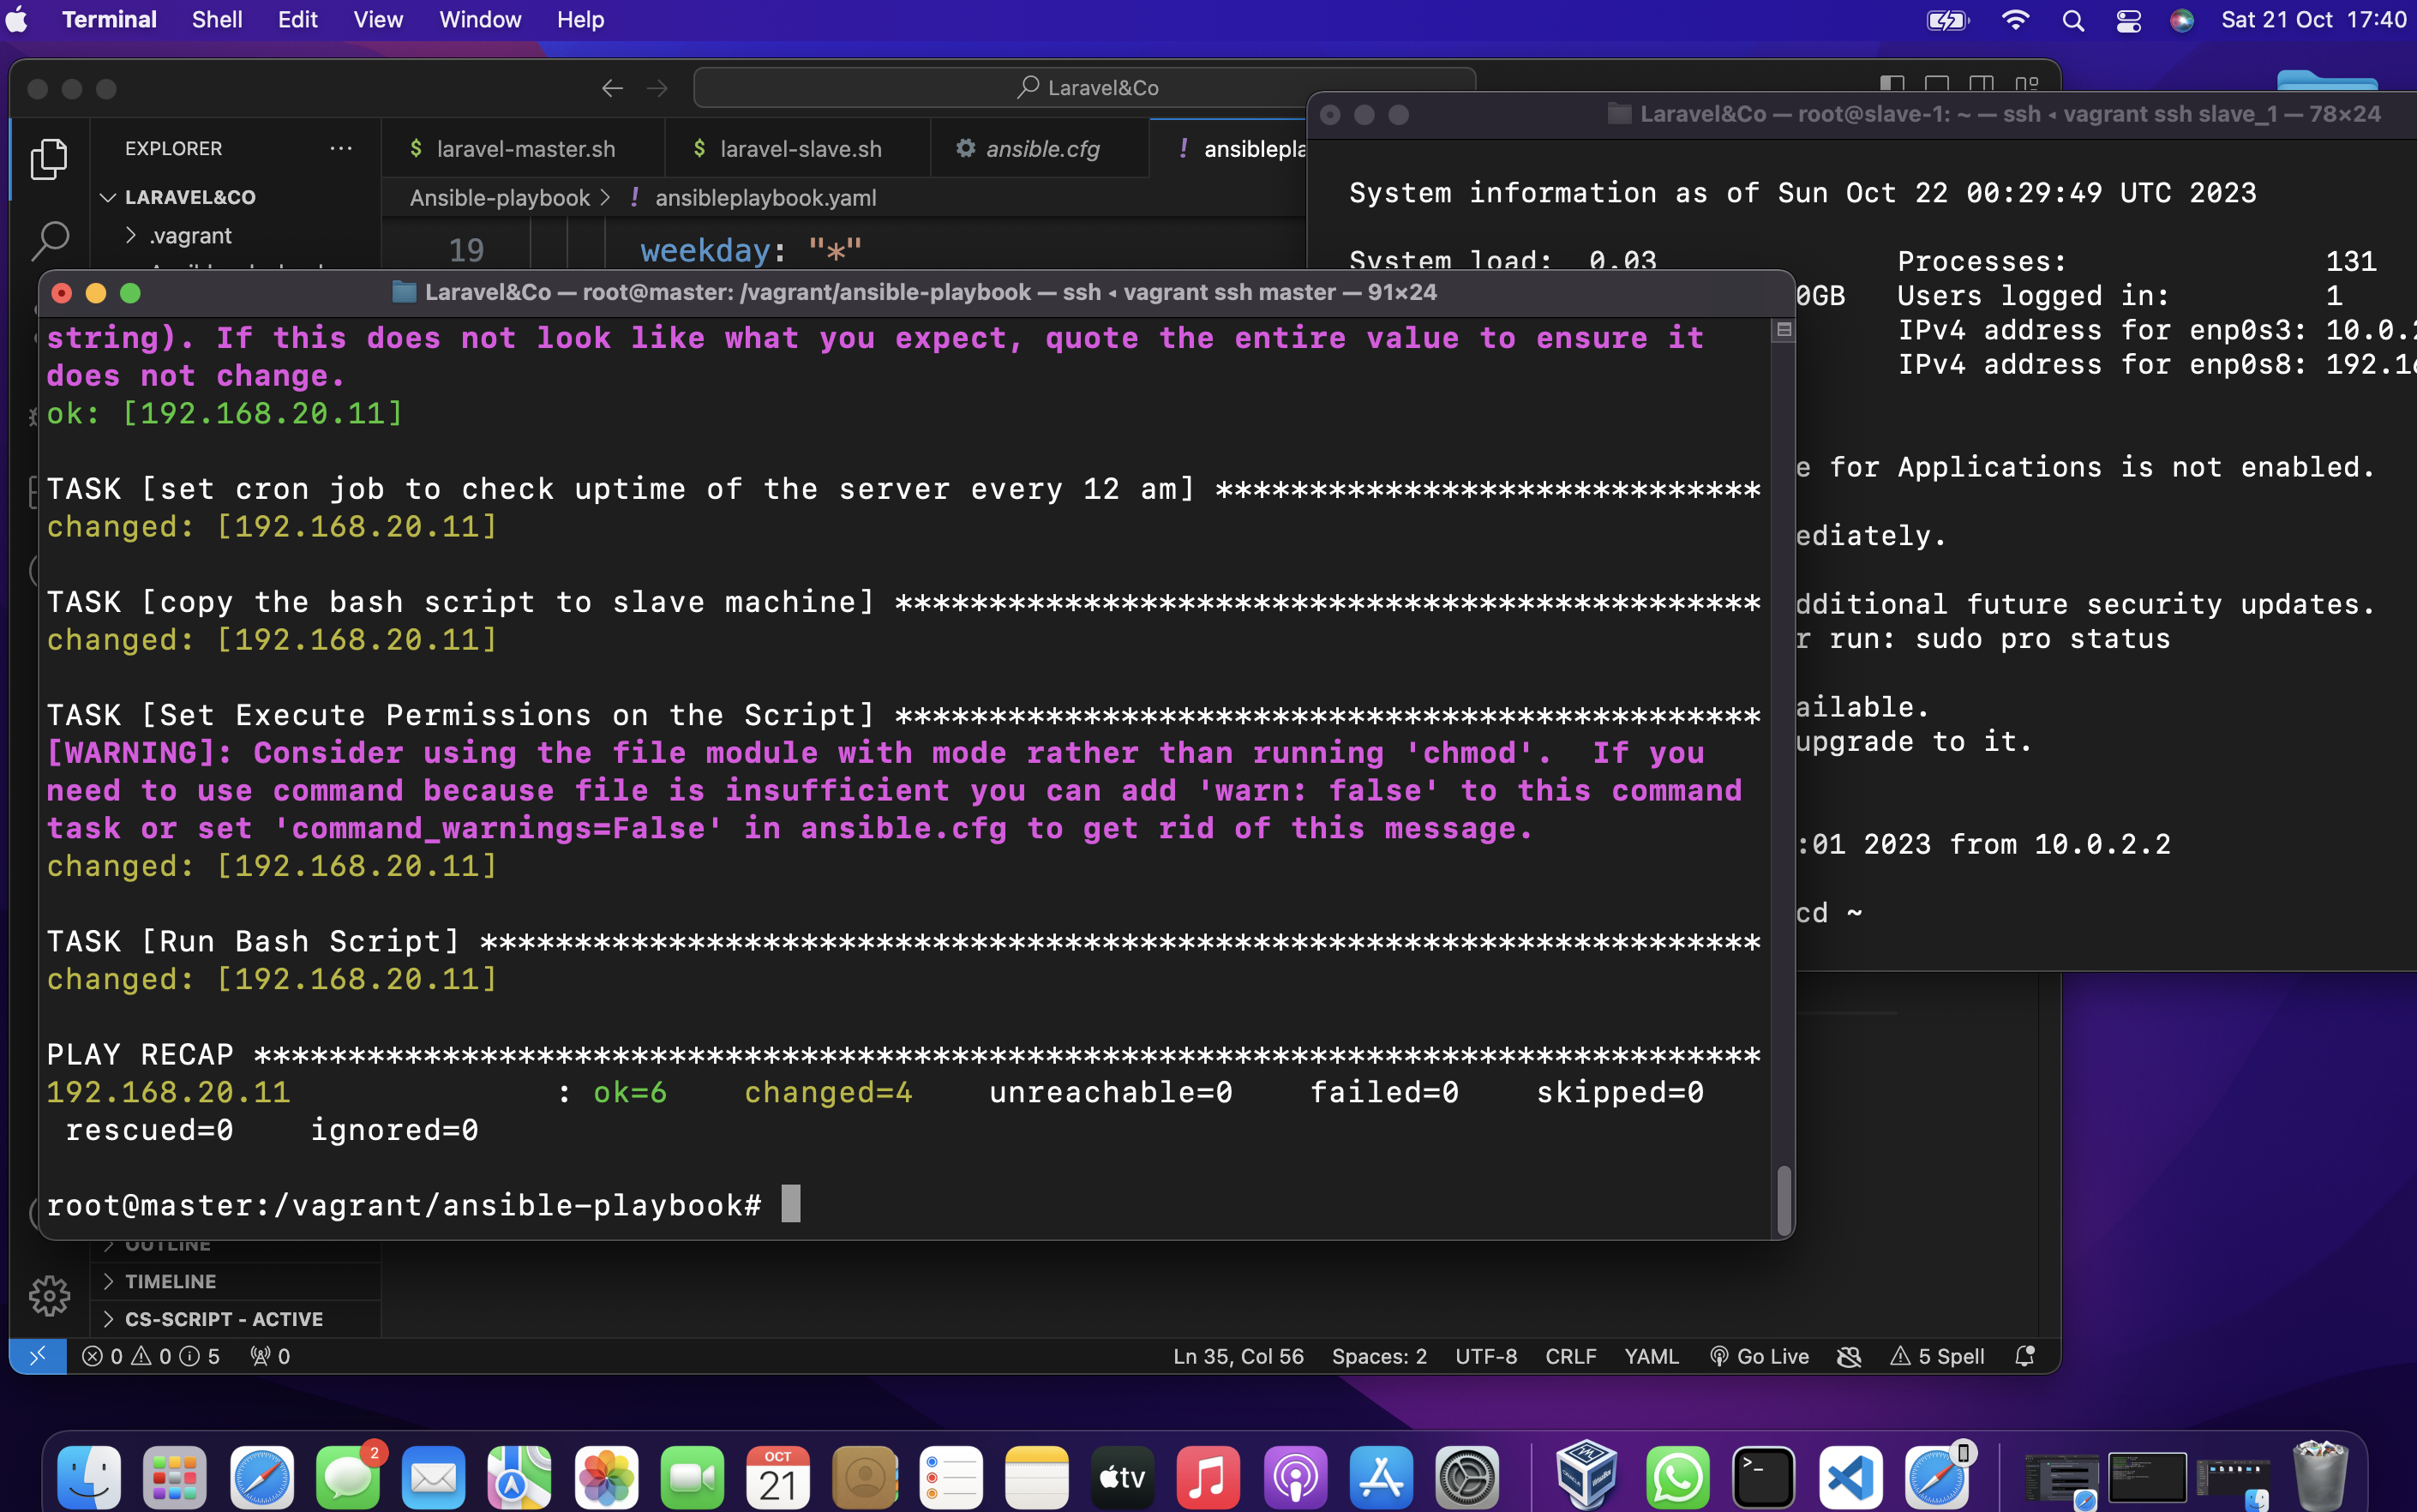 Terminal Shell Edit View Window Help Sat 21 Oct 17:40
Laravel&Co
EXPLORER
LARAVEL&CO
.vagrant
$ laravel-master.sh
$ laravel-slave.sh
ansible.cfg
! ansiblepla
Ansible-playbook > ! ansibleplaybook.yaml
19 weekday: "*"
Laravel&Co — root@slave-1: ~ — ssh ◂ vagrant ssh slave_1 — 78×24
System information as of Sun Oct 22 00:29:49 UTC 2023
System load: 0.03 Processes: 131
0GB Users logged in: 1
IPv4 address for enp0s3: 10.0.2
IPv4 address for enp0s8: 192.16
e for Applications is not enabled.
ediately.
dditional future security updates.
r run: sudo pro status
ailable.
upgrade to it.
:01 2023 from 10.0.2.2
cd ~
Laravel&Co — root@master: /vagrant/ansible-playbook — ssh ◂ vagrant ssh master — 91×24
string). If this does not look like what you expect, quote the entire value to ensure it
does not change.
ok: [192.168.20.11]
TASK [set cron job to check uptime of the server every 12 am] *****************************
changed: [192.168.20.11]
TASK [copy the bash script to slave machine] **********************************************
changed: [192.168.20.11]
TASK [Set Execute Permissions on the Script] **********************************************
[WARNING]: Consider using the file module with mode rather than running 'chmod'.  If you
need to use command because file is insufficient you can add 'warn: false' to this command
task or set 'command_warnings=False' in ansible.cfg to get rid of this message.
changed: [192.168.20.11]
TASK [Run Bash Script] ********************************************************************
changed: [192.168.20.11]
PLAY RECAP ********************************************************************************
192.168.20.11 : ok=6 changed=4 unreachable=0 failed=0 skipped=0
rescued=0 ignored=0
root@master:/vagrant/ansible-playbook#
OUTLINE
TIMELINE
CS-SCRIPT - ACTIVE
0 0 5 0 Ln 35, Col 56 Spaces: 2 UTF-8 CRLF YAML Go Live 5 Spell
2
OCT
21
tv
>_